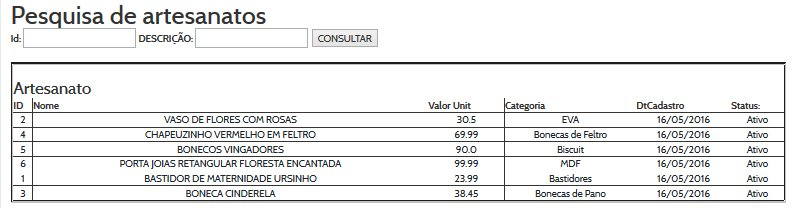 Pesquisa de artesanatos
Id: DESCRIÇÃO: CONSULTAR
Artesanato
ID Nome Valor Unit Categoria DtCadastro Status:
2 VASO DE FLORES COM ROSAS 30.5 EVA 16/05/2016 Ativo
4 CHAPEUZINHO VERMELHO EM FELTRO 69.99 Bonecas de Feltro 16/05/2016 Ativo
5 BONECOS VINGADORES 90.0 Biscuit 16/05/2016 Ativo
6 PORTA JOIAS RETANGULAR FLORESTA ENCANTADA 99.99 MDF 16/05/2016 Ativo
1 BASTIDOR DE MATERNIDADE URSINHO 23.99 Bastidores 16/05/2016 Ativo
3 BONECA CINDERELA 38.45 Bonecas de Pano 16/05/2016 Ativo